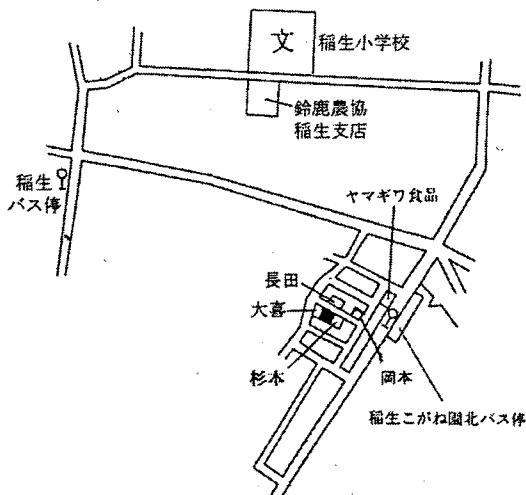 文
稲生小学校
鈴鹿農協
稲生支店
稲生
バス停
ヤマギワ食品
長田
大喜
杉本
岡本
稲生こがね園北バス停